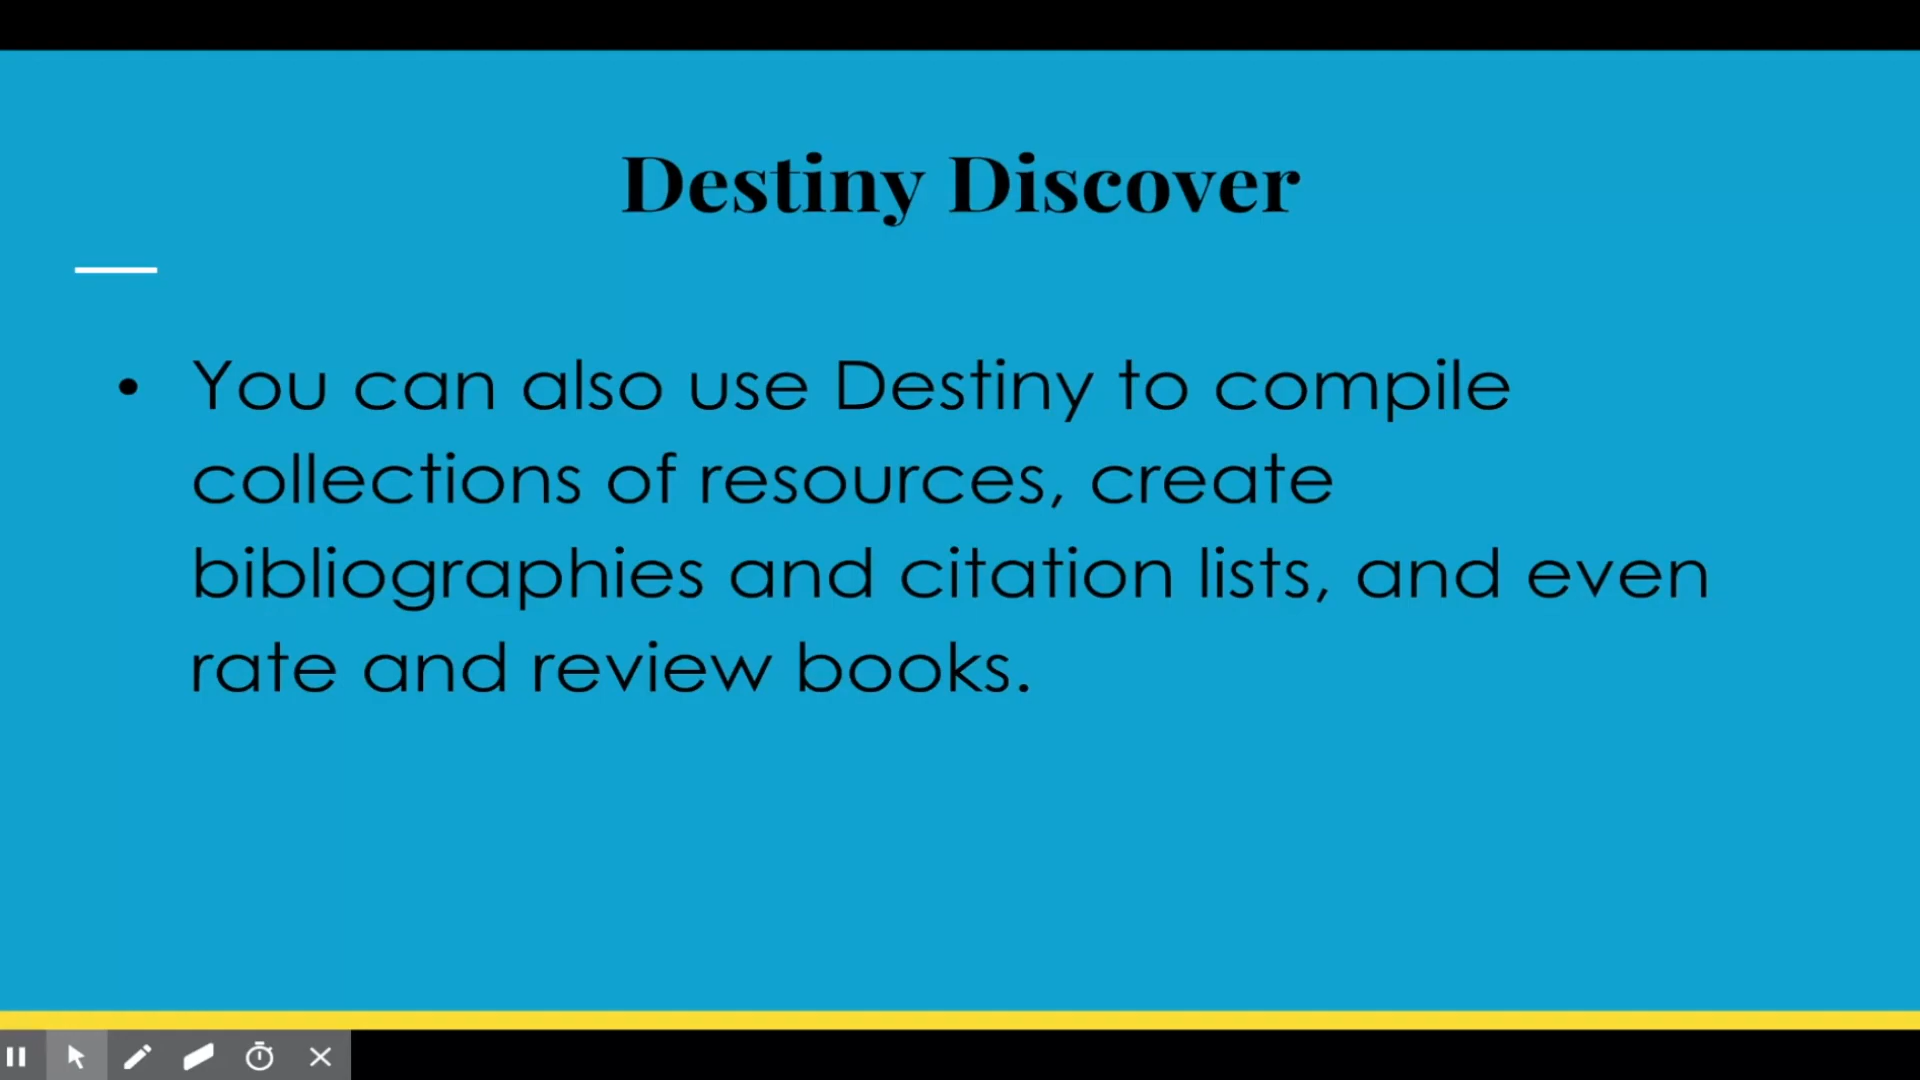 Destiny Discover
• You can also use Destiny to compile
collections of resources, create
bibliographies and citation lists, and even
rate and review books.